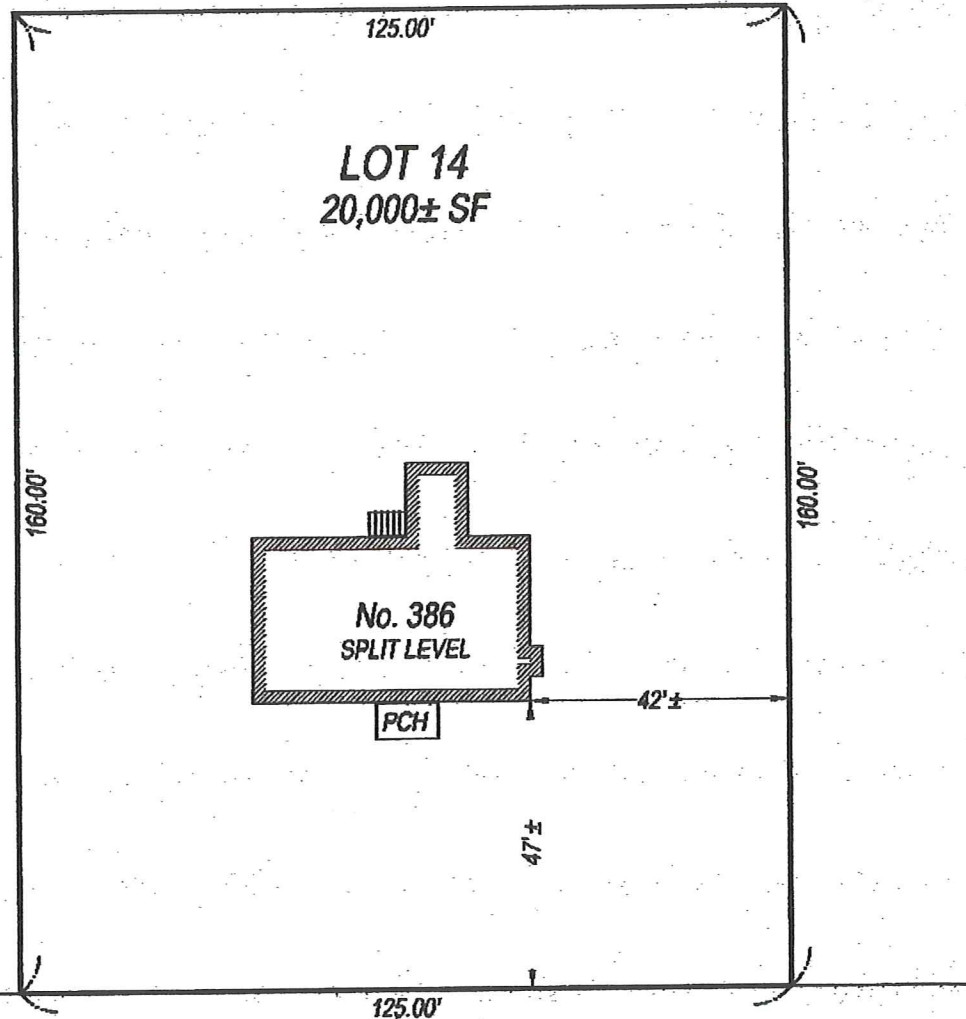 125.00'
LOT 14
20,000± SF
160.00'
160.00'
No. 386
SPLIT LEVEL
42'±
PCH
47'±
125.00'